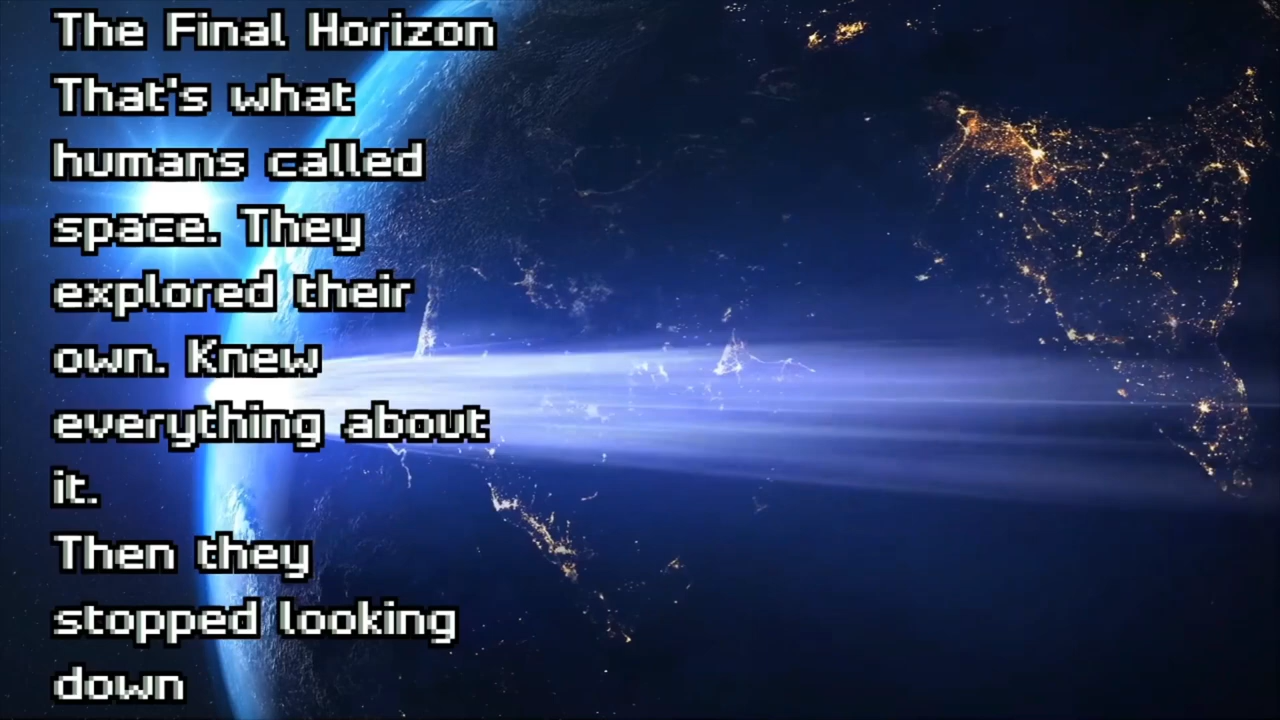 The Final Horizon
That's what
humans called
space. They
explored their
own. Knew
everything about
it.
Then they
stopped looking
down